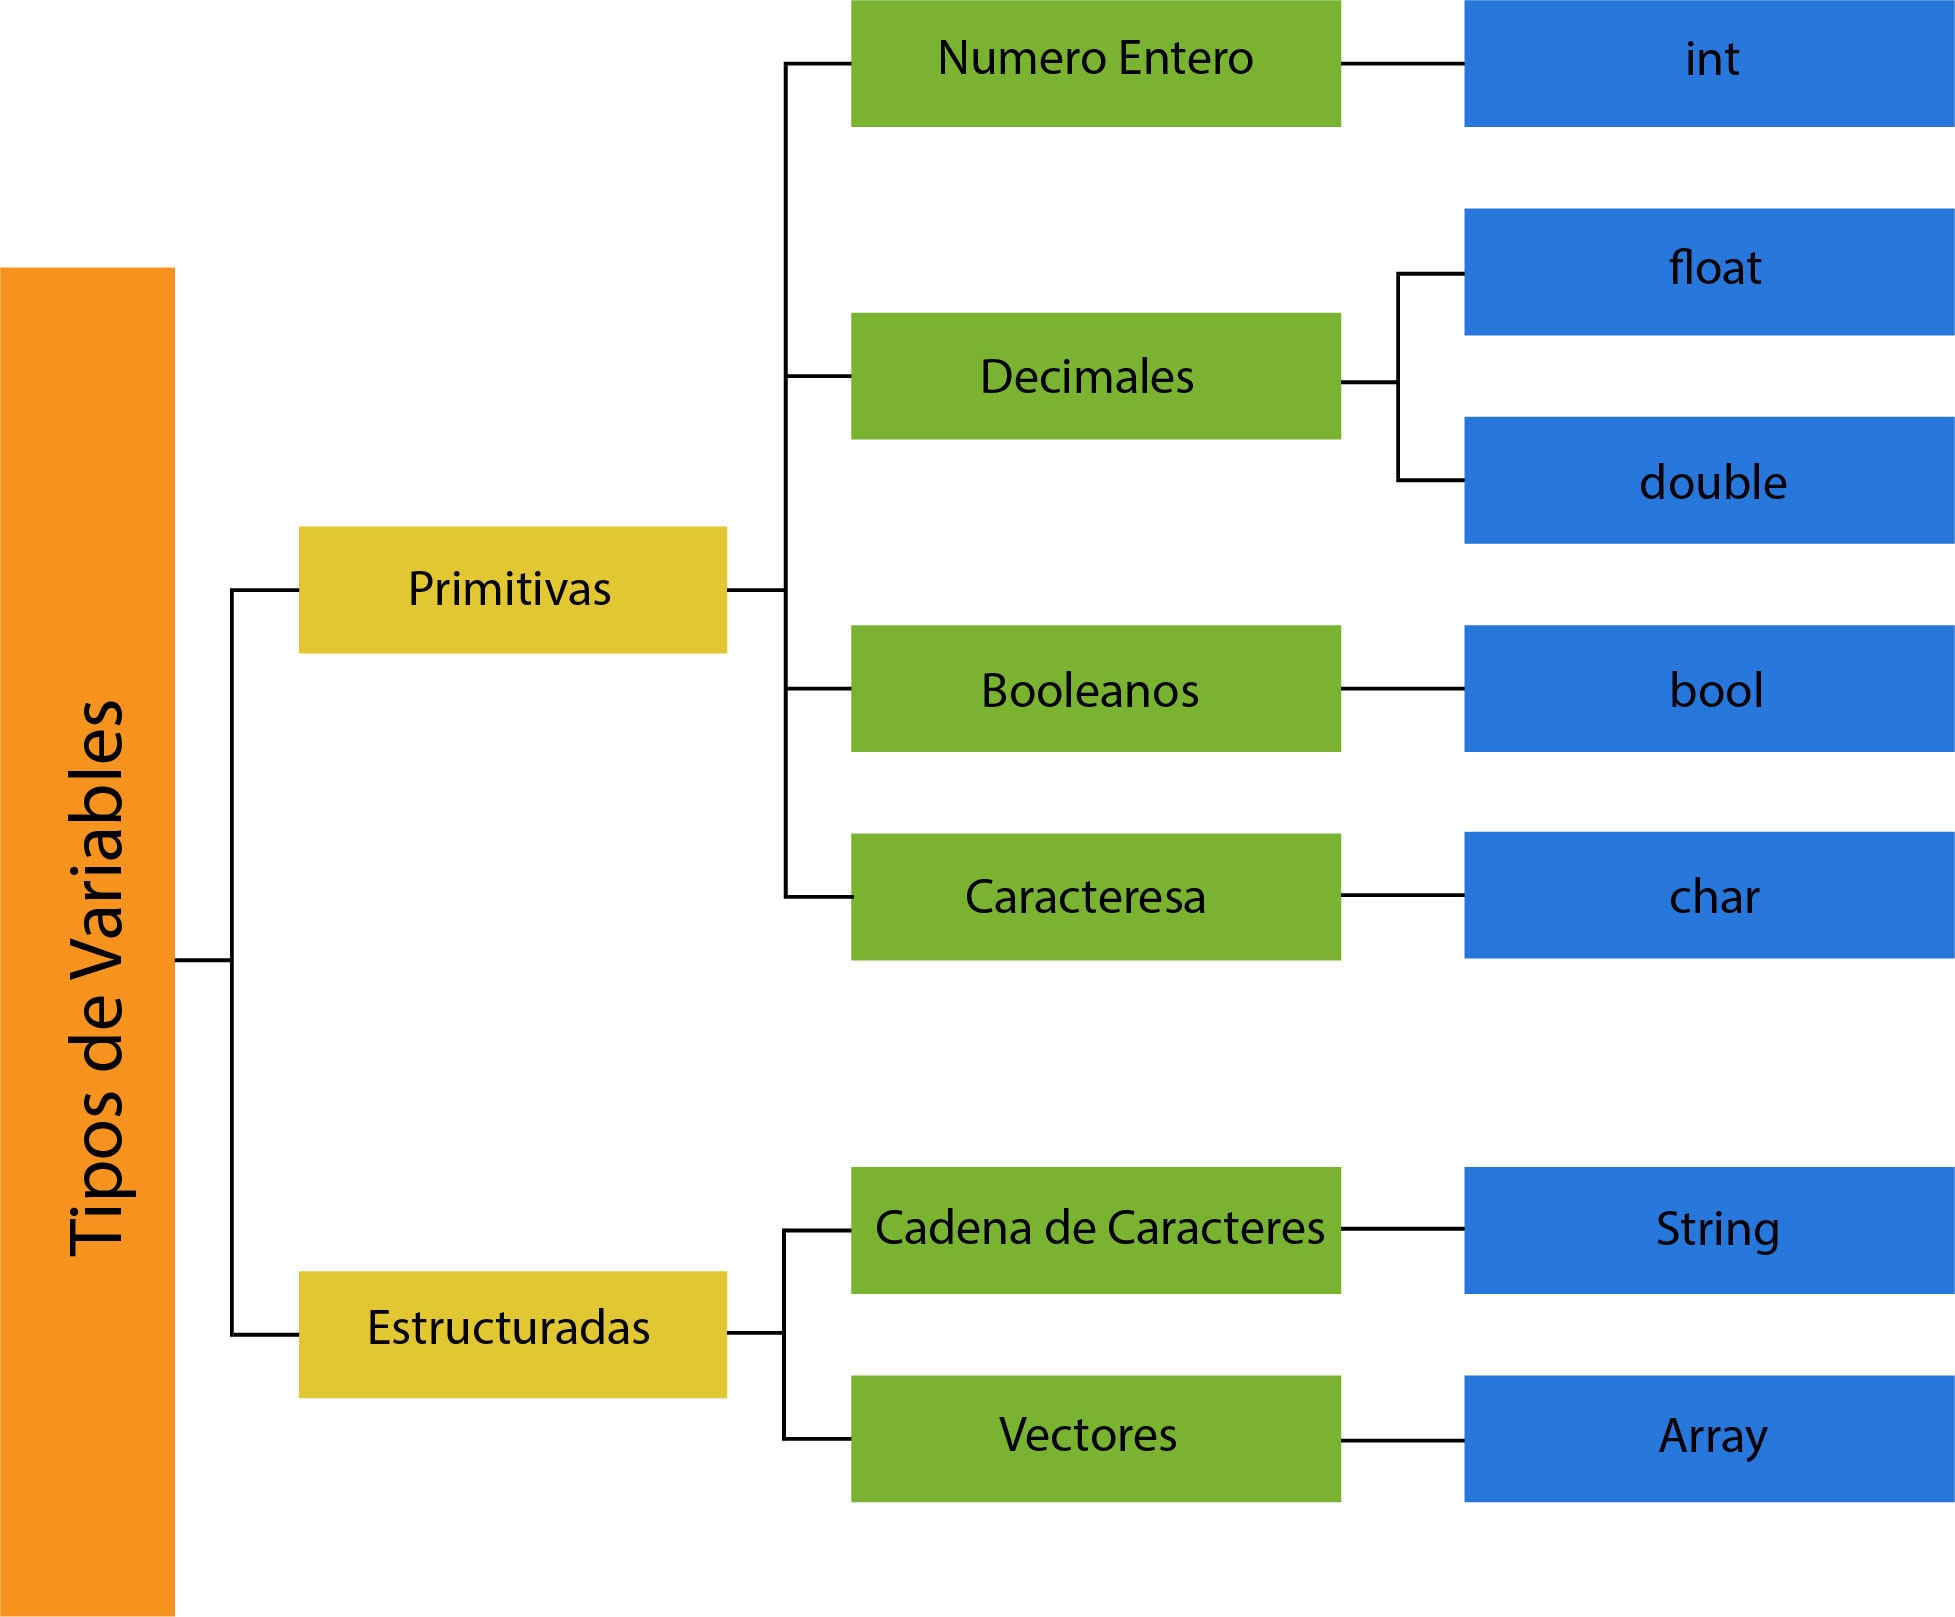 Tipos de Variables
Primitivas
Numero Entero
int
Decimales
float
double
Booleanos
bool
Caracteresa
char
Estructuradas
Cadena de Caracteres
String
Vectores
Array